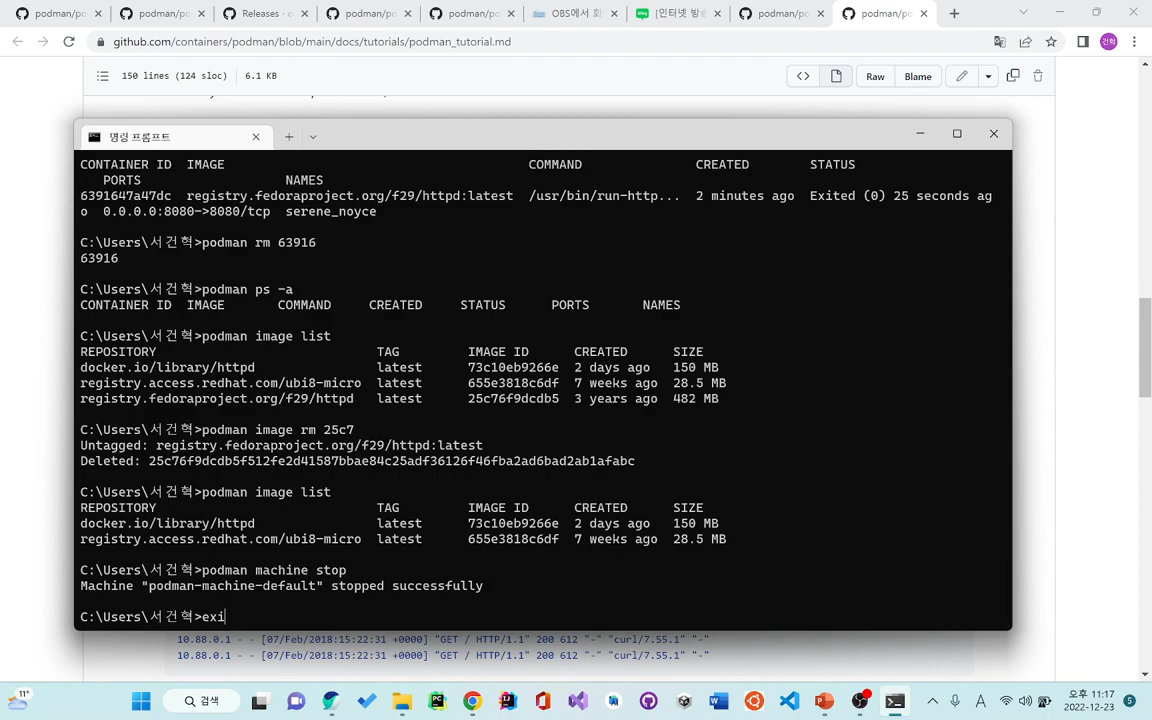 podman/po
podman/po
Releases · c
podman/po
podman/po
OBS에서 화
[인터넷 방송
podman/po
podman/po
github.com/containers/podman/blob/main/docs/tutorials/podman_tutorial.md
건혁
150 lines (124 sloc) 6.1 KB
Raw
Blame
명령 프롬프트
CONTAINER ID  IMAGE                                        COMMAND               CREATED        STATUS
   PORTS                   NAMES
6391647a47dc  registry.fedoraproject.org/f29/httpd:latest  /usr/bin/run-http...  2 minutes ago  Exited (0) 25 seconds ag
o  0.0.0.0:8080->8080/tcp  serene_noyce
C:\Users\서건혁>podman rm 63916
63916
C:\Users\서건혁>podman ps -a
CONTAINER ID  IMAGE       COMMAND     CREATED     STATUS      PORTS       NAMES
C:\Users\서건혁>podman image list
REPOSITORY                             TAG         IMAGE ID      CREATED      SIZE
docker.io/library/httpd                latest      73c10eb9266e  2 days ago   150 MB
registry.access.redhat.com/ubi8-micro  latest      655e3818c6df  7 weeks ago  28.5 MB
registry.fedoraproject.org/f29/httpd   latest      25c76f9dcdb5  3 years ago  482 MB
C:\Users\서건혁>podman image rm 25c7
Untagged: registry.fedoraproject.org/f29/httpd:latest
Deleted: 25c76f9dcdb5f512fe2d41587bbae84c25adf36126f46fba2ad6bad2ab1afabc
C:\Users\서건혁>podman image list
REPOSITORY                             TAG         IMAGE ID      CREATED      SIZE
docker.io/library/httpd                latest      73c10eb9266e  2 days ago   150 MB
registry.access.redhat.com/ubi8-micro  latest      655e3818c6df  7 weeks ago  28.5 MB
C:\Users\서건혁>podman machine stop
Machine "podman-machine-default" stopped successfully
C:\Users\서건혁>exi
10.88.0.1 - - [07/Feb/2018:15:22:31 +0000] "GET / HTTP/1.1" 200 612 "-" "curl/7.55.1" "-"
10.88.0.1 - - [07/Feb/2018:15:22:31 +0000] "GET / HTTP/1.1" 200 612 "-" "curl/7.55.1" "-"
11°
검색
A
오후 11:17
2022-12-23
5